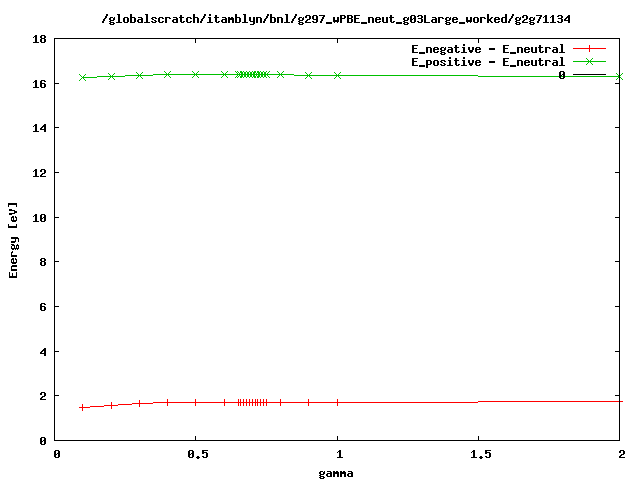 /globalscratch/itamblyn/bnl/g297_wPBE_neut_g03Large_worked/g2g71134
E_negative - E_neutral
E_positive - E_neutral
0
18
16
14
12
10
8
6
4
2
0
Energy [eV]
0 0.5 1 1.5 2
gamma